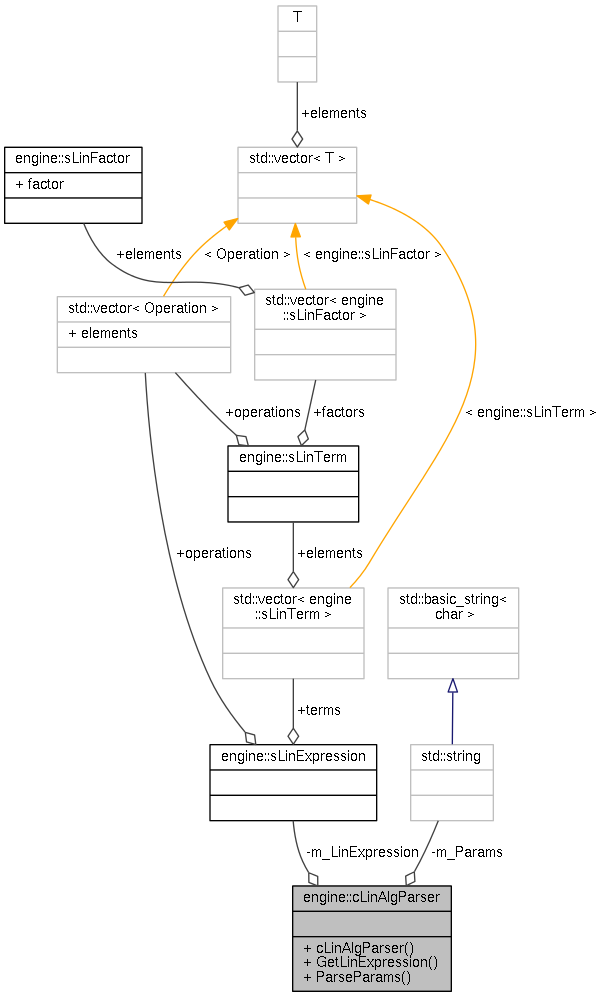 T
+elements
engine::sLinFactor
+ factor
std::vector< T >
+elements
< Operation >
< engine::sLinFactor >
std::vector< Operation >
+ elements
std::vector< engine
::sLinFactor >
+operations
+factors
< engine::sLinTerm >
engine::sLinTerm
+operations
+elements
std::vector< engine
::sLinTerm >
std::basic_string<
char >
+terms
engine::sLinExpression
std::string
-m_LinExpression
-m_Params
engine::cLinAlgParser
+ cLinAlgParser()
+ GetLinExpression()
+ ParseParams()